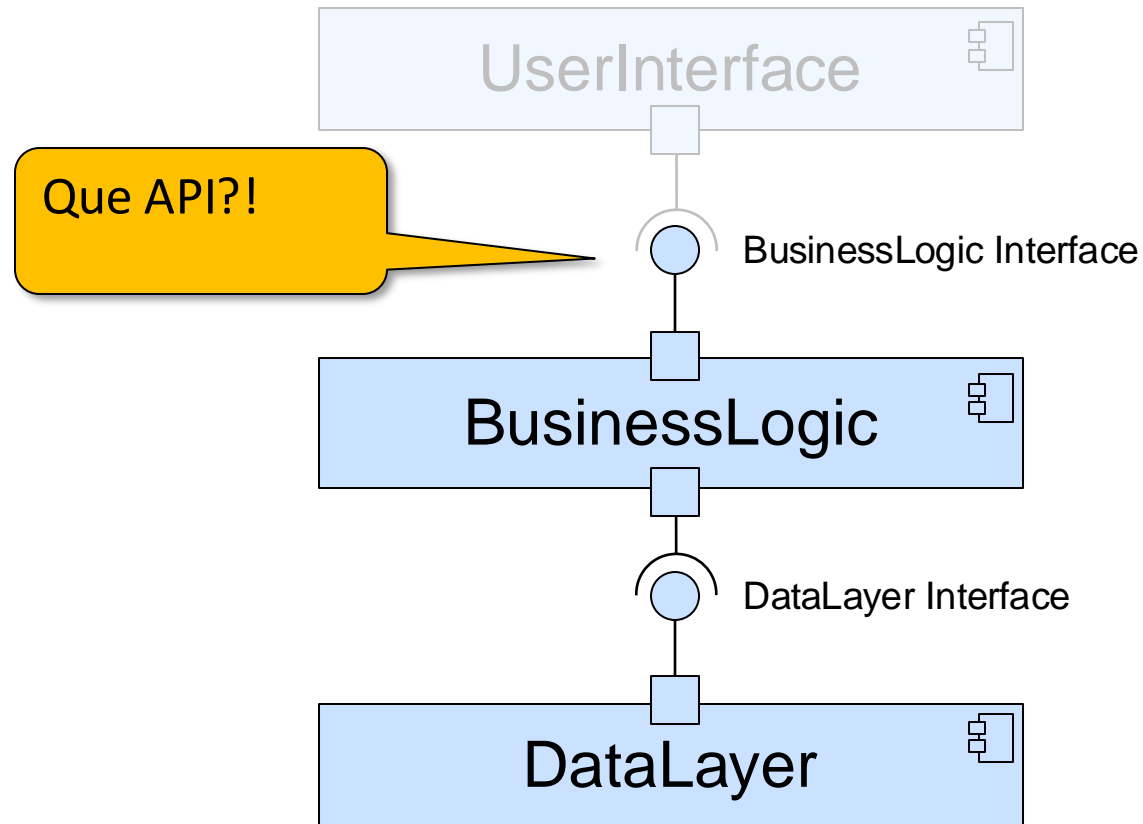 UserInterface
Que API?!
BusinessLogic Interface
BusinessLogic
DataLayer Interface
DataLayer